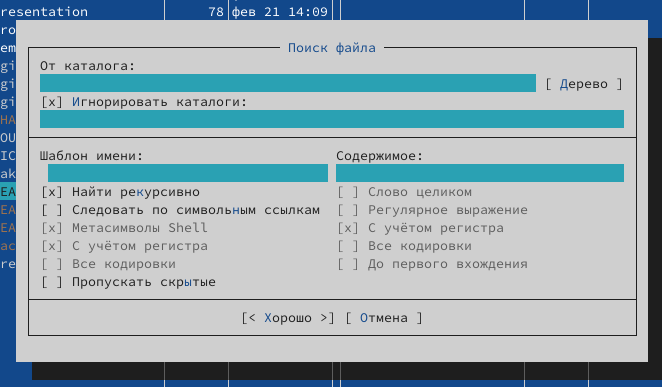 resentation 78 фев 21 14:09
ro
em
gi
gi
gi
HA
OU
IC
ak
EA
EA
EA
ac
re
Поиск файла
От каталога:
[ Дерево ]
[x] Игнорировать каталоги:
Шаблон имени: Содержимое:
[x] Найти рекурсивно [ ] Слово целиком
[ ] Следовать по символьным ссылкам [ ] Регулярное выражение
[x] Метасимволы Shell [x] С учётом регистра
[x] С учётом регистра [ ] Все кодировки
[ ] Все кодировки [ ] До первого вхождения
[ ] Пропускать скрытые
[< Хорошо >] [ Отмена ]